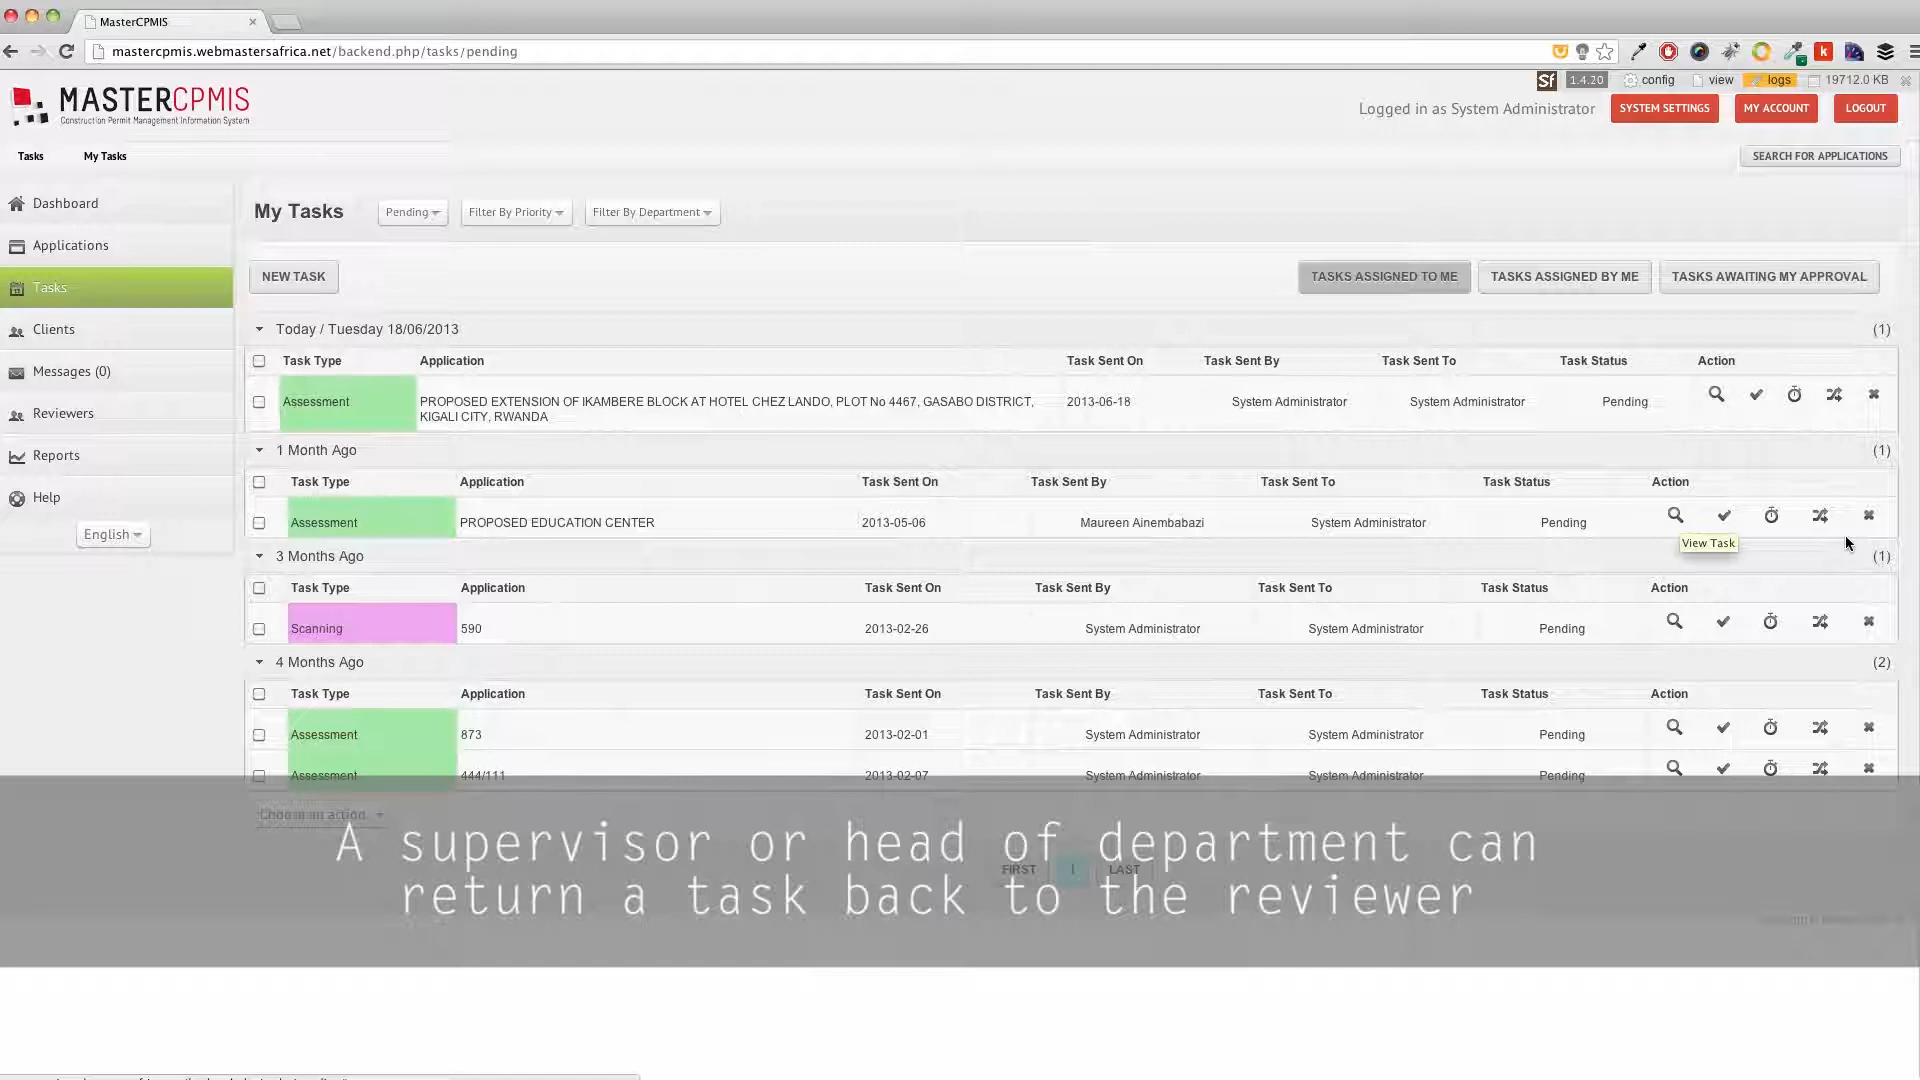 MasterCPMIS
mastercpmis.webmastersafrica.net/backend.php/tasks/pending
Sf 1.4.20 config view logs 19712.0 KB
MASTERCPMIS
Construction Permit Management Information System
Logged in as System Administrator SYSTEM SETTINGS MY ACCOUNT LOGOUT
Tasks My Tasks SEARCH FOR APPLICATIONS
Dashboard
Applications
Tasks
Clients
Messages (0)
Reviewers
Reports
Help
English
My Tasks Pending Filter By Priority Filter By Department
NEW TASK TASKS ASSIGNED TO ME TASKS ASSIGNED BY ME TASKS AWAITING MY APPROVAL
Today / Tuesday 18/06/2013 (1)
Task Type Application Task Sent On Task Sent By Task Sent To Task Status Action
Assessment PROPOSED EXTENSION OF IKAMBERE BLOCK AT HOTEL CHEZ LANDO, PLOT No 4467, GASABO DISTRICT, 2013-06-18 System Administrator System Administrator Pending
KIGALI CITY, RWANDA
1 Month Ago (1)
Task Type Application Task Sent On Task Sent By Task Sent To Task Status Action
Assessment PROPOSED EDUCATION CENTER 2013-05-06 Maureen Ainembabazi System Administrator Pending
View Task
3 Months Ago (1)
Task Type Application Task Sent On Task Sent By Task Sent To Task Status Action
Scanning 590 2013-02-26 System Administrator System Administrator Pending
4 Months Ago (2)
Task Type Application Task Sent On Task Sent By Task Sent To Task Status Action
Assessment 873 2013-02-01 System Administrator System Administrator Pending
Assessment 444/111 2013-02-07 System Administrator System Administrator Pending
Choose an action
FIRST 1 LAST
A supervisor or head of department can
return a task back to the reviewer